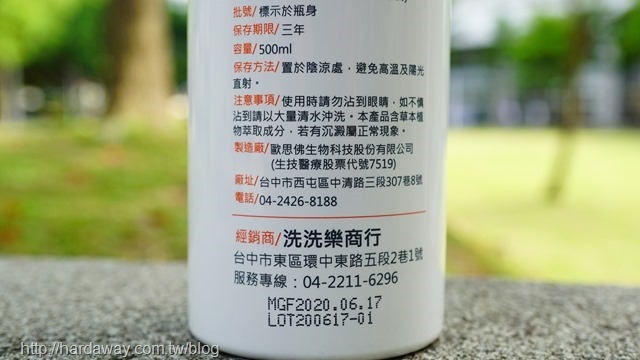 批號/標示於瓶身
保存期限/三年
容量/500ml
保存方法/置於陰涼處，避免高溫及陽光
直射。
注意事項/使用時請勿沾到眼睛，如不慎
沾到請以大量清水沖洗。本產品含草本植
物萃取成分，若有沉澱屬正常現象。
製造廠/歐思佛生物科技股份有限公司
(生技醫療股票代號7519)
廠址/台中市西屯區中清路三段307巷8號
電話/04-2426-8188
經銷商/洗洗樂商行
台中市東區環中東路五段2巷1號
服務專線：04-2211-6296
MGF2020.06.17
LOT200617-01
http://hardaway.com.tw/blog